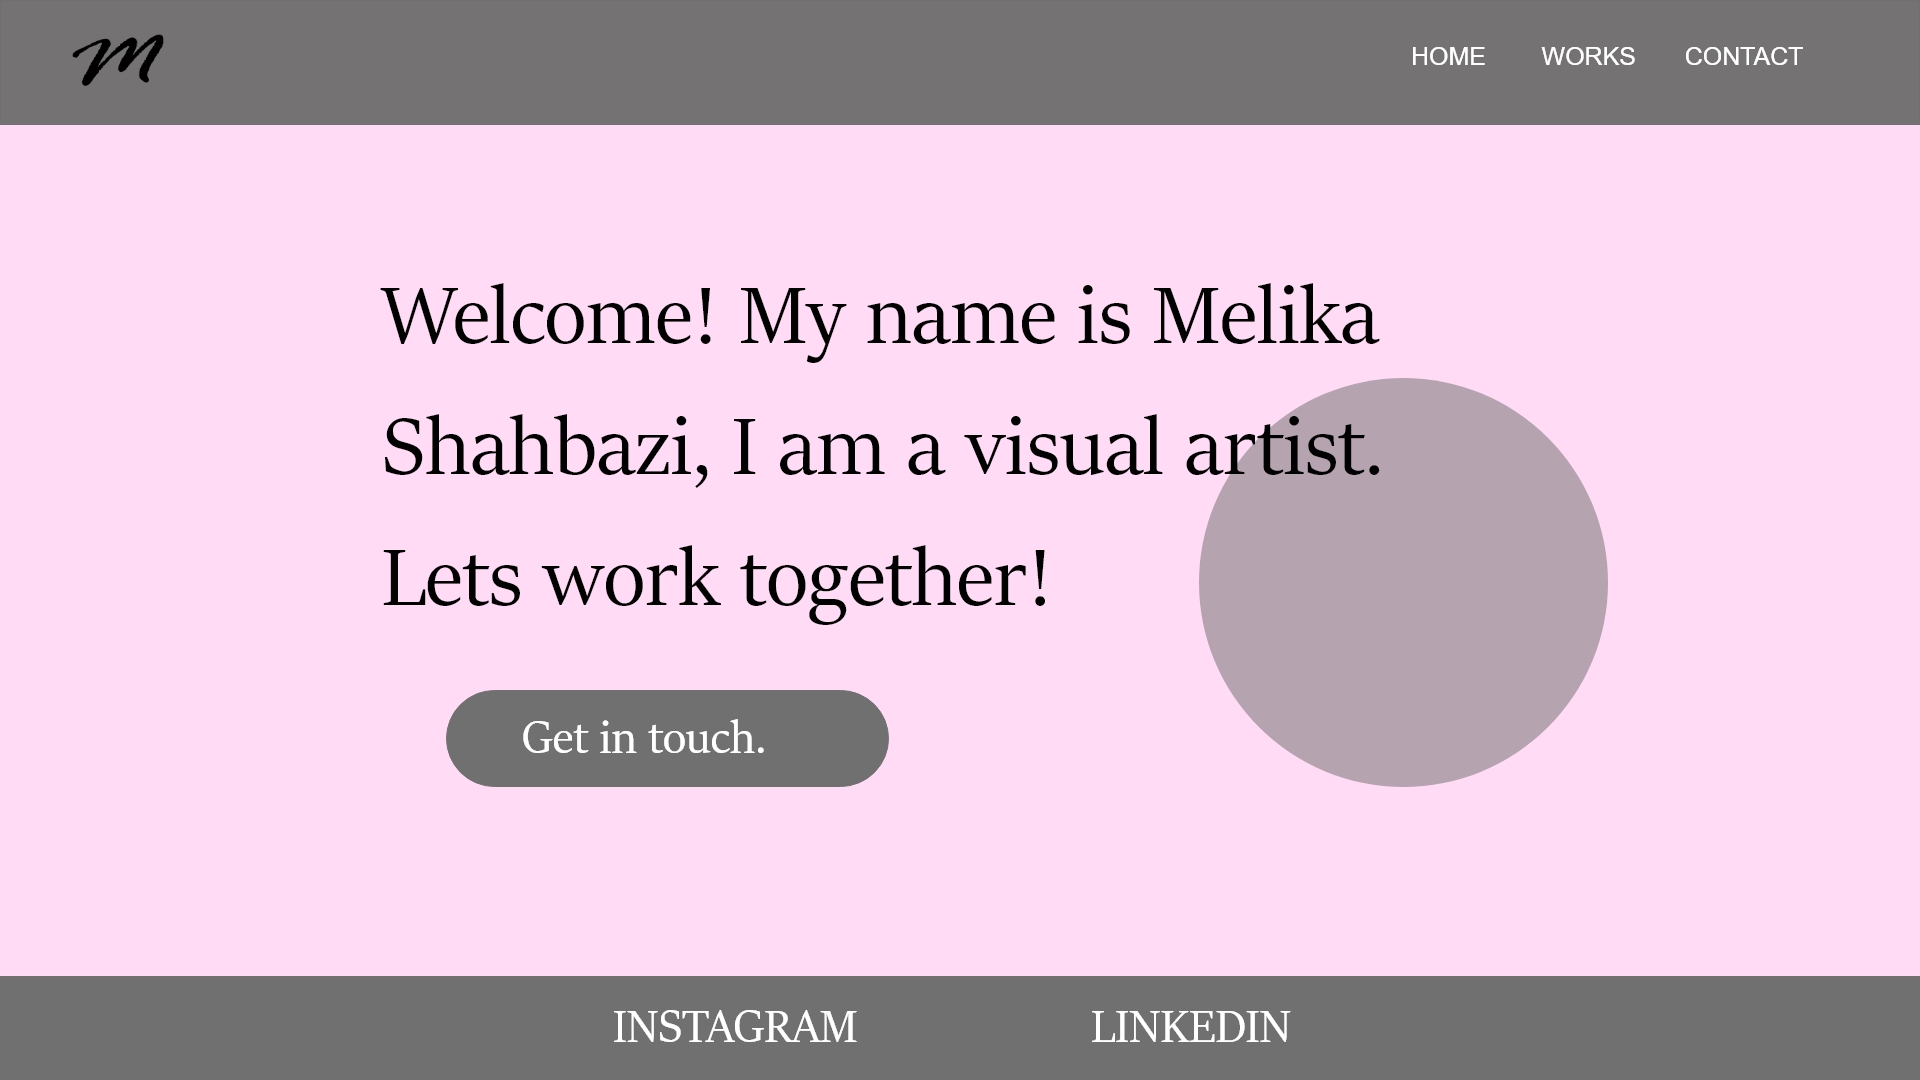 M
HOME WORKS CONTACT
Welcome! My name is Melika
Shahbazi, I am a visual artist.
Lets work together!
Get in touch.
INSTAGRAM LINKEDIN